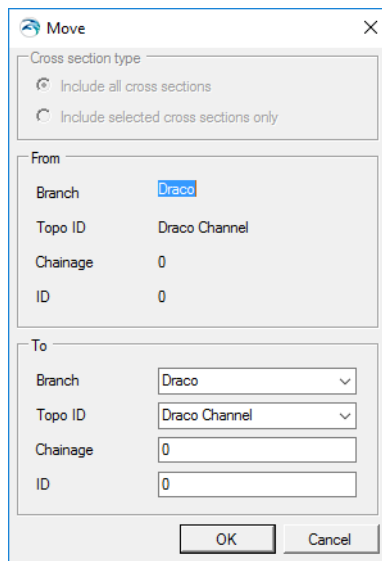 Move
Cross section type
Include all cross sections
Include selected cross sections only
From
Branch Draco
Topo ID Draco Channel
Chainage 0
ID 0
To
Branch Draco
Topo ID Draco Channel
Chainage 0
ID 0
OK Cancel